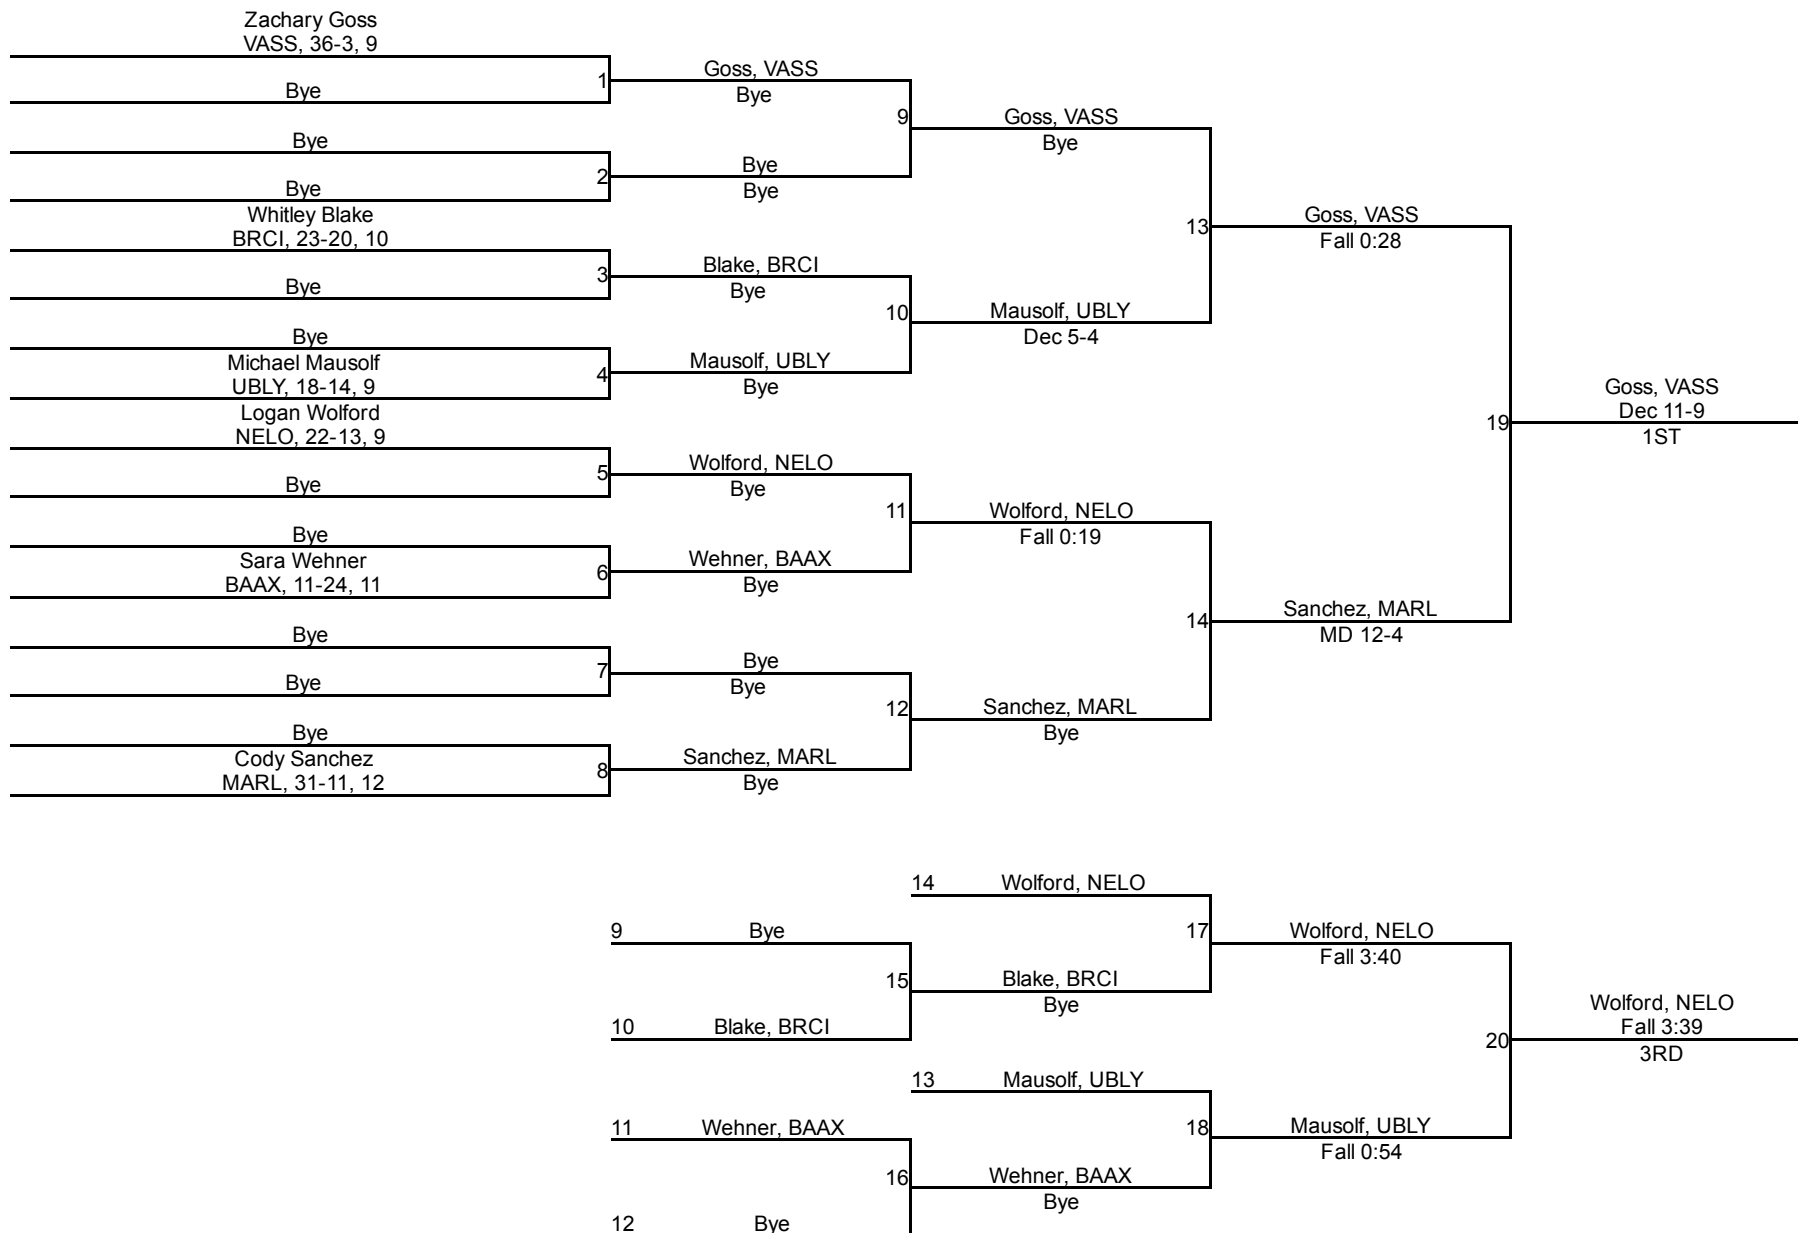 Zachary Goss
VASS, 36-3, 9
Bye
1
Goss, VASS
Bye
9
Goss, VASS
Bye
Bye
2
Bye
Bye
Bye
Whitley Blake
BRCI, 23-20, 10
Bye
3
Blake, BRCI
Bye
10
Mausolf, UBLY
Dec 5-4
13
Goss, VASS
Fall 0:28
Bye
Michael Mausolf
UBLY, 18-14, 9
4
Mausolf, UBLY
Bye
Logan Wolford
NELO, 22-13, 9
Bye
5
Wolford, NELO
Bye
11
Wolford, NELO
Fall 0:19
Bye
Sara Wehner
BAAX, 11-24, 11
6
Wehner, BAAX
Bye
14
Sanchez, MARL
MD 12-4
Bye
Bye
7
Bye
Bye
12
Sanchez, MARL
Bye
Bye
Cody Sanchez
MARL, 31-11, 12
8
Sanchez, MARL
Bye
19
Goss, VASS
Dec 11-9
1ST
14
Wolford, NELO
9
Bye
17
Wolford, NELO
Fall 3:40
15
Blake, BRCI
Bye
10
Blake, BRCI
20
Wolford, NELO
Fall 3:39
3RD
13
Mausolf, UBLY
11
Wehner, BAAX
18
Mausolf, UBLY
Fall 0:54
16
Wehner, BAAX
Bye
12
Bye